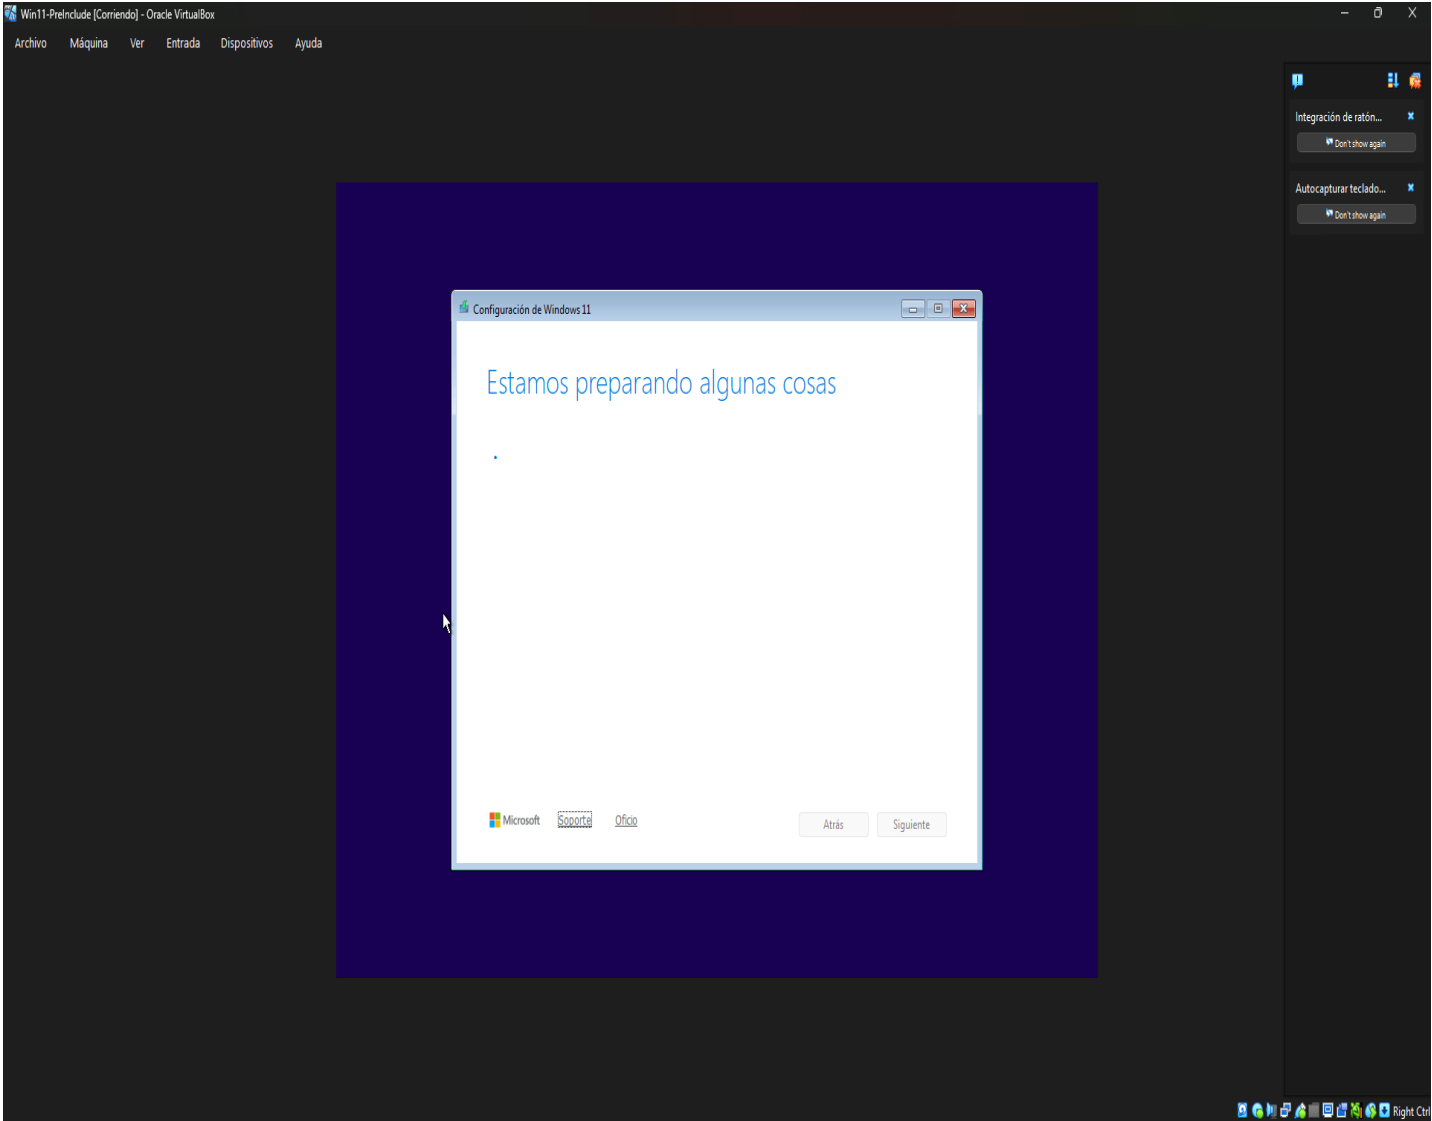 Win11-PreInclude [Corriendo] - Oracle VirtualBox
Archivo Máquina Ver Entrada Dispositivos Ayuda
Integración de ratón...
Don't show again
Autocapturar teclado...
Don't show again
Configuración de Windows 11
Estamos preparando algunas cosas
Microsoft Soporte Oficio Atrás Siguiente
Right Ctrl